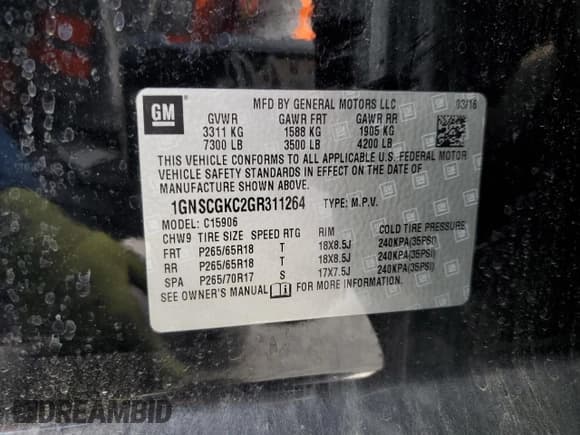 GM
MFD BY GENERAL MOTORS LLC 03/16
GVWR GAWR FRT GAWR RR
3311 KG 1588 KG 1905 KG
7300 LB 3500 LB 4200 LB
THIS VEHICLE CONFORMS TO ALL APPLICABLE U.S. FEDERAL MOTOR
VEHICLE SAFETY STANDARDS IN EFFECT ON THE DATE OF
MANUFACTURE SHOWN ABOVE.
1GNSCGKC2GR311264 TYPE: M.P.V.
MODEL: C15906
CHW9 TIRE SIZE SPEED RTG RIM COLD TIRE PRESSURE
FRT P265/65R18 T 18X8.5J 240KPA(35PSI)
RR P265/65R18 T 18X8.5J 240KPA(35PSI)
SPA P265/70R17 S 17X7.5J 240KPA(35PSI)
SEE OWNER'S MANUAL FOR MORE INFORMATION.
DREAMBID